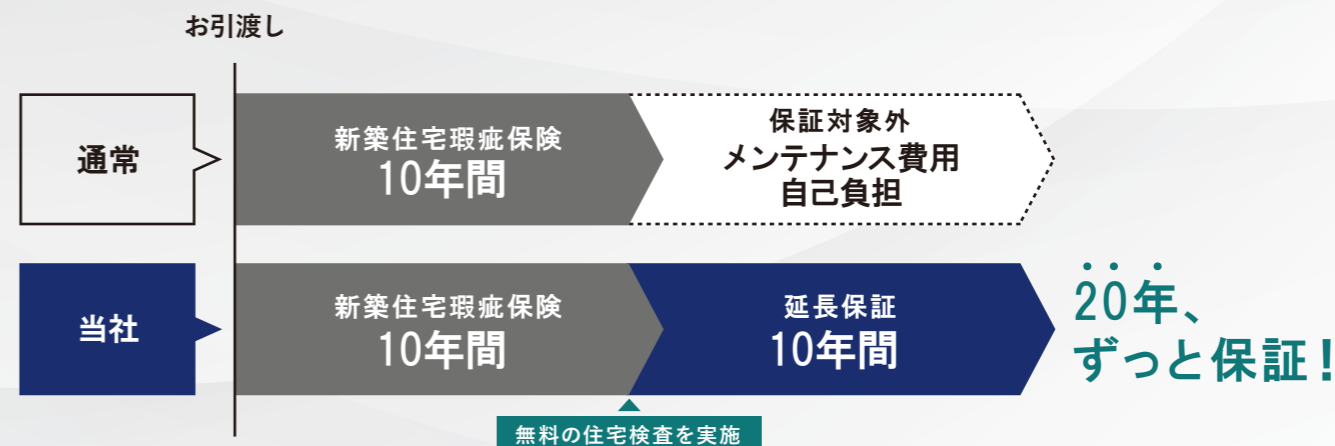 お引渡し
通常
新築住宅瑕疵保険
10年間
保証対象外
メンテナンス費用
自己負担
当社
新築住宅瑕疵保険
10年間
延長保証
10年間
20年、
ずっと保証！
無料の住宅検査を実施